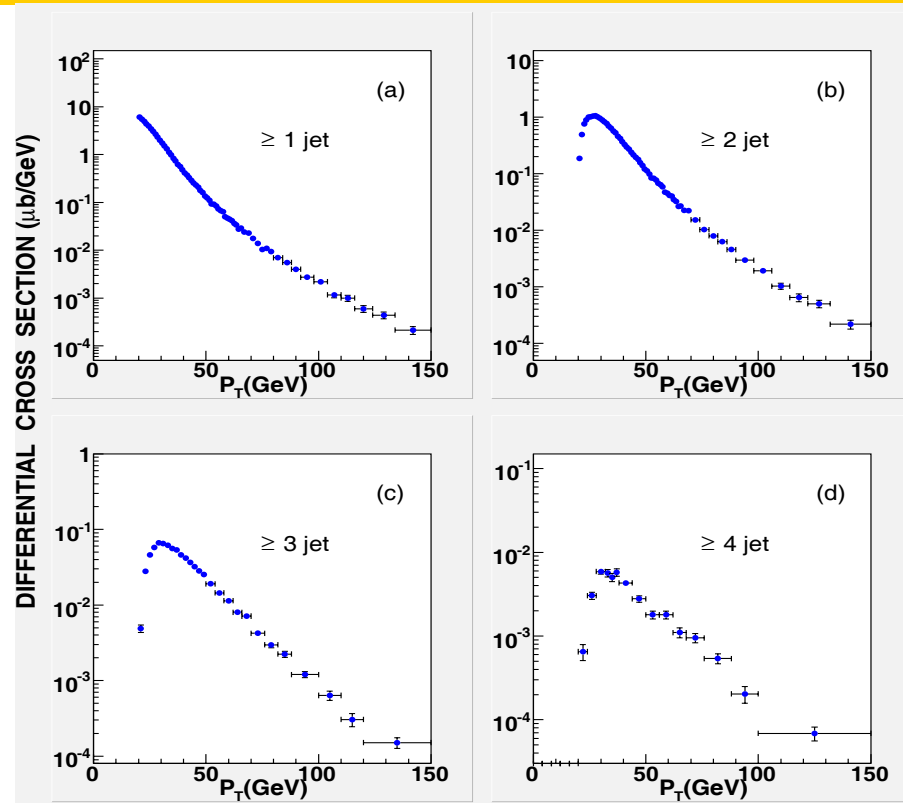 DIFFERENTIAL CROSS SECTION (μb/GeV)
(a)
≥ 1 jet
10^2
10
1
10^-1
10^-2
10^-3
10^-4
0 50 100 150
P_T(GeV)
(b)
≥ 2 jet
10
1
10^-1
10^-2
10^-3
10^-4
0 50 100 150
P_T(GeV)
(c)
≥ 3 jet
1
10^-1
10^-2
10^-3
10^-4
0 50 100 150
P_T(GeV)
(d)
≥ 4 jet
10^-1
10^-2
10^-3
10^-4
0 50 100 150
P_T(GeV)